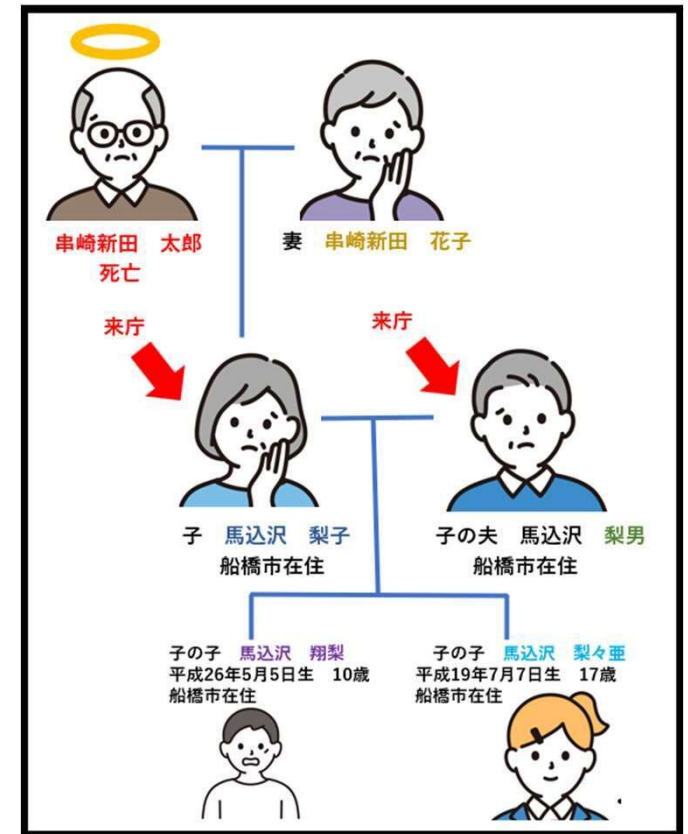 串崎新田　太郎
死亡
妻　串崎新田　花子
来庁
来庁
子　馬込沢　梨子
船橋市在住
子の夫　馬込沢　梨男
船橋市在住
子の子　馬込沢　翔梨
平成26年5月5日生　10歳
船橋市在住
子の子　馬込沢　梨々亜
平成19年7月7日生　17歳
船橋市在住